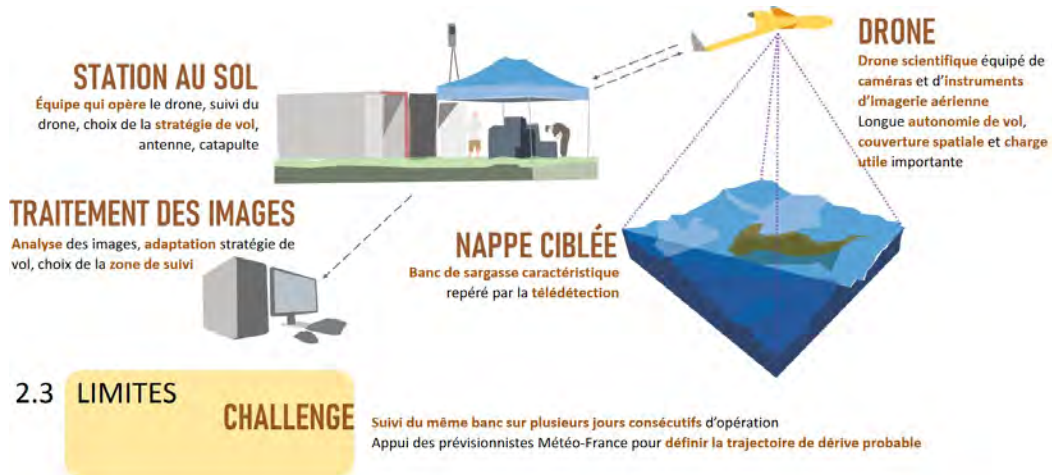 STATION AU SOL
Équipe qui opère le drone, suivi du
drone, choix de la stratégie de vol,
antenne, catapulte
DRONE
Drone scientifique équipé de
caméras et d'instruments
d'imagerie aérienne
Longue autonomie de vol,
couverture spatiale et charge
utile importante
TRAITEMENT DES IMAGES
Analyse des images, adaptation stratégie de
vol, choix de la zone de suivi
NAPPE CIBLÉE
Banc de sargasse caractéristique
repéré par la télédétection
2.3 LIMITES
CHALLENGE
Suivi du même banc sur plusieurs jours consécutifs d'opération
Appui des prévisionnistes Météo-France pour définir la trajectoire de dérive probable